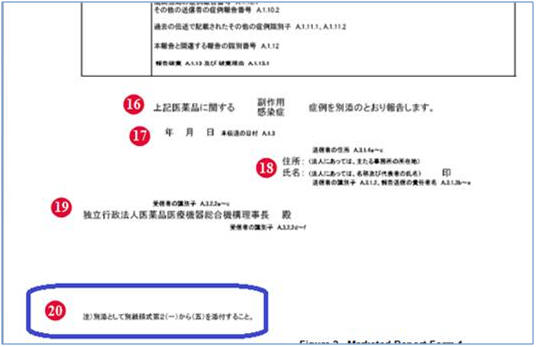 その他の送信者の症例報告番号 A.1.10.2
過去の伝送で記載されたその他の症例識別子 A.1.11.1、A.1.11.2
本報告と関連する報告の識別番号 A.1.12
報告破棄 A.1.13 及び 破棄理由 A.1.13.1
16 上記医薬品に関する 副作用 感染症 症例を別添のとおり報告します。
17 年 月 日 本伝送の日付 A.1.3
送信者の住所 A.3.1.4a~c
18 住所:(法人にあっては、主たる事務所の所在地)
氏名:(法人にあっては、名称及び代表者の氏名) 印
送信者の識別子 A.3.1.2、報告送信の責任者名 A.1.3.1.3b~e
受信者の識別子 A.3.2.2a~c
19 独立行政法人医薬品医療機器総合機構理事長 殿
受信者の識別子 A.3.2.2d~f
20 注)別添として別紙様式第2(一)から(五)を添付すること。